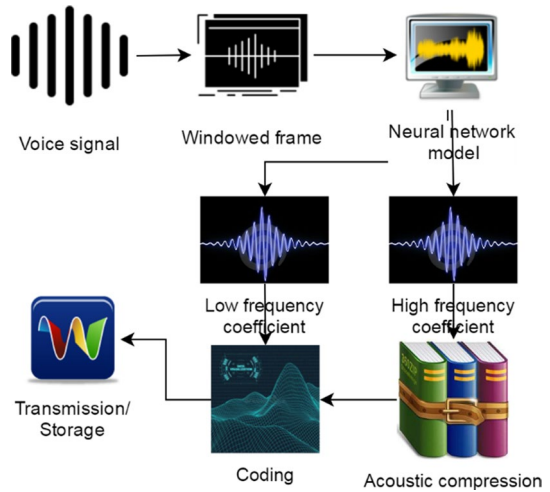 Voice signal
Windowed frame
Neural network
model
Low frequency
coefficient
High frequency
coefficient
Transmission/
Storage
Coding
Acoustic compression